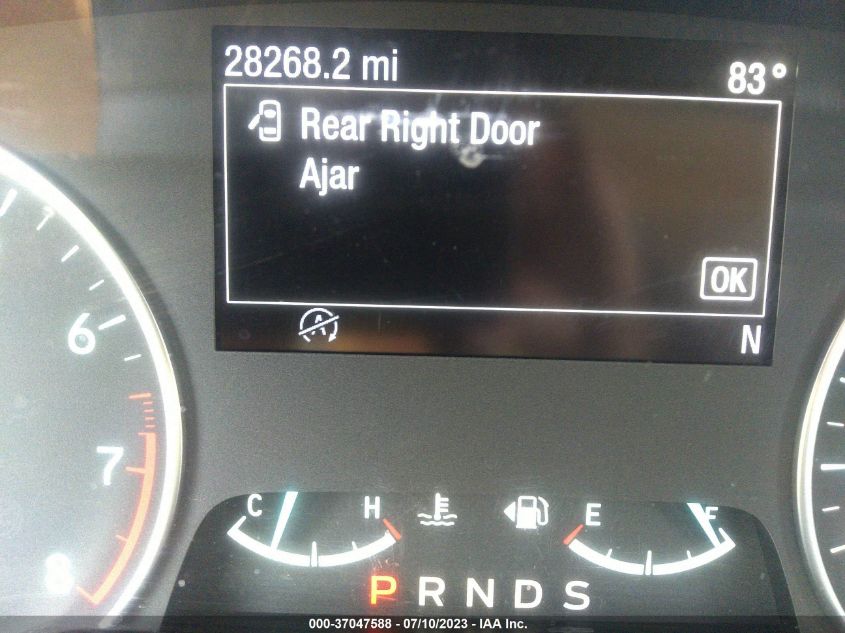 28268.2 mi 83°
Rear Right Door
Ajar
OK
A
N
6
7
8
C H E F
P R N D S
000-37047588 - 07/10/2023 - IAA Inc.